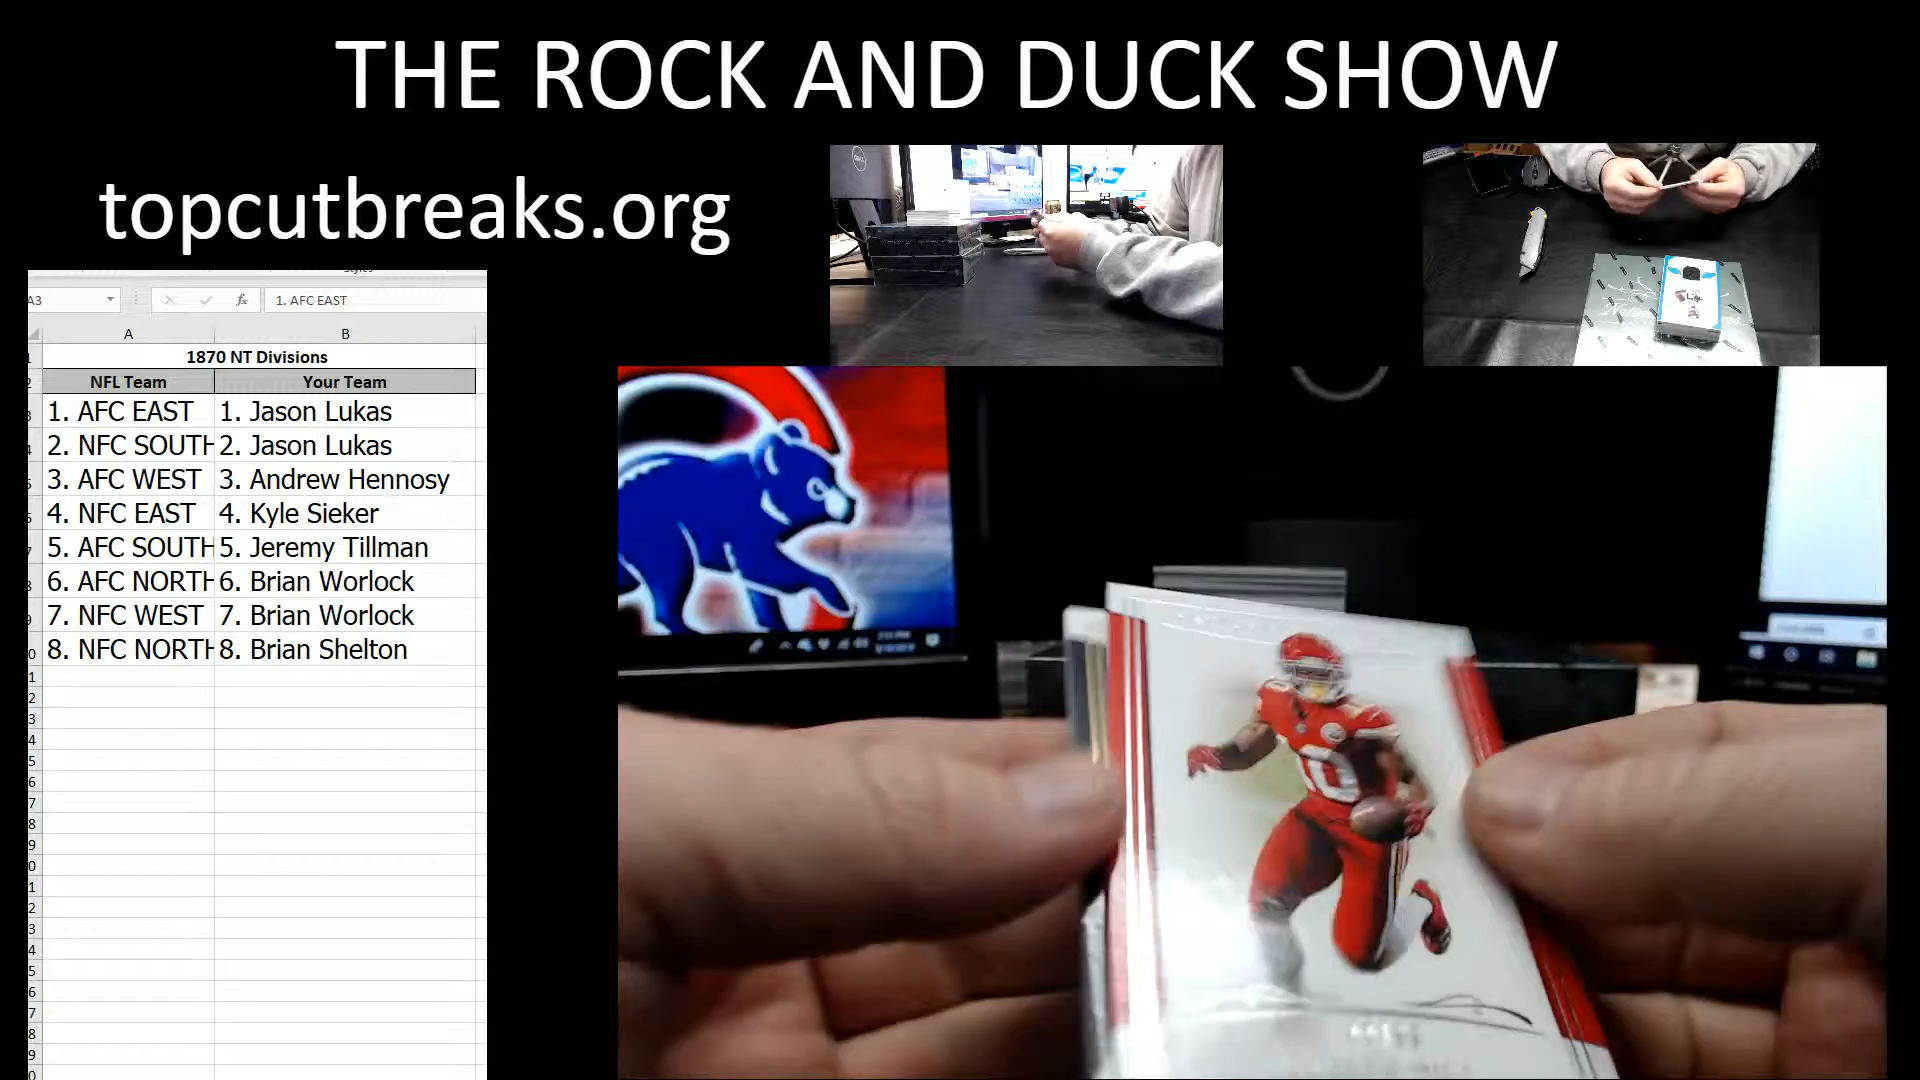 THE ROCK AND DUCK SHOW
topcutbreaks.org
A3
fx
1. AFC EAST
A B
1870 NT Divisions
NFL Team Your Team
1. AFC EAST 1. Jason Lukas
2. NFC SOUTH 2. Jason Lukas
3. AFC WEST 3. Andrew Hennosy
4. NFC EAST 4. Kyle Sieker
5. AFC SOUTH 5. Jeremy Tillman
6. AFC NORTH 6. Brian Worlock
7. NFC WEST 7. Brian Worlock
8. NFC NORTH 8. Brian Shelton